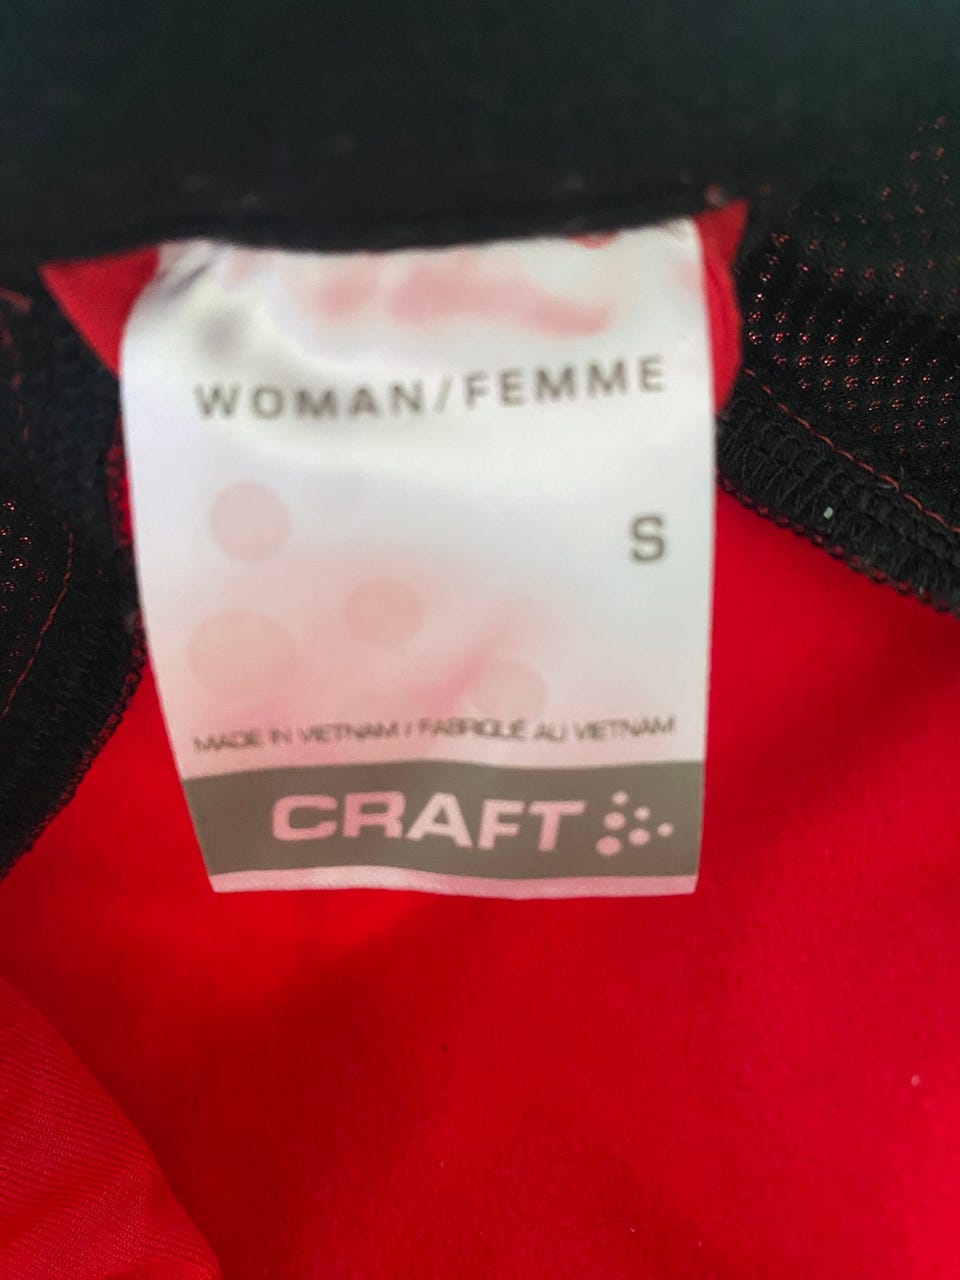 WOMAN/FEMME
S
MADE IN VIETNAM / FABRIQUÉ AU VIETNAM
CRAFT